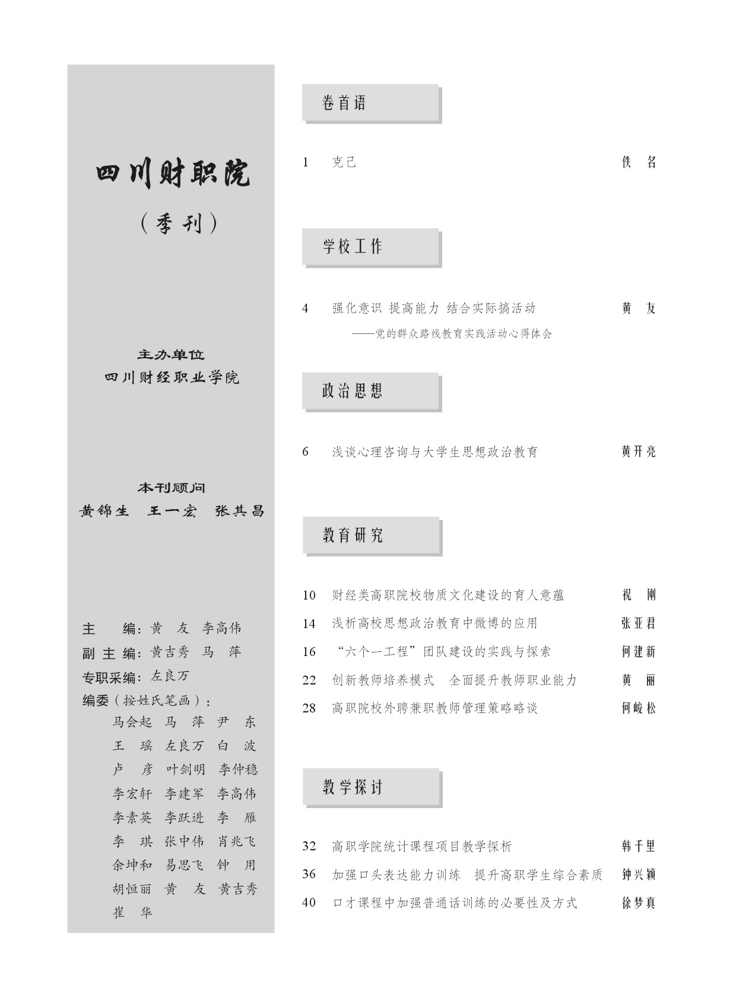 四川财职院
（季刊）
主办单位
四川财经职业学院
本刊顾问
黄锦生　王一宏　张其昌
主　　编：黄　友　李高伟
副 主 编：黄吉秀　马　萍
专职采编：左良万
编委（按姓氏笔画）：
马会起　马　萍　尹　东
王　瑶　左良万　白　波
卢　彦　叶剑明　李仲稳
李宏轩　李建军　李高伟
李素英　李跃进　李　雁
李　琪　张中伟　肖兆飞
余坤和　易思飞　钟　用
胡恒丽　黄　友　黄吉秀
崔　华
卷首语
1　克己　佚　名
学校工作
4　强化意识 提高能力 结合实际搞活动　黄　友
——党的群众路线教育实践活动心得体会
政治思想
6　浅谈心理咨询与大学生思想政治教育　黄开亮
教育研究
10　财经类高职院校物质文化建设的育人意蕴　祝　刚
14　浅析高校思想政治教育中微博的应用　张亚君
16　“六个一工程”团队建设的实践与探索　何建新
22　创新教师培养模式　全面提升教师职业能力　黄　丽
28　高职院校外聘兼职教师管理策略略谈　何峻松
教学探讨
32　高职学院统计课程项目教学探析　韩千里
36　加强口头表达能力训练　提升高职学生综合素质　钟兴颖
40　口才课程中加强普通话训练的必要性及方式　徐梦真